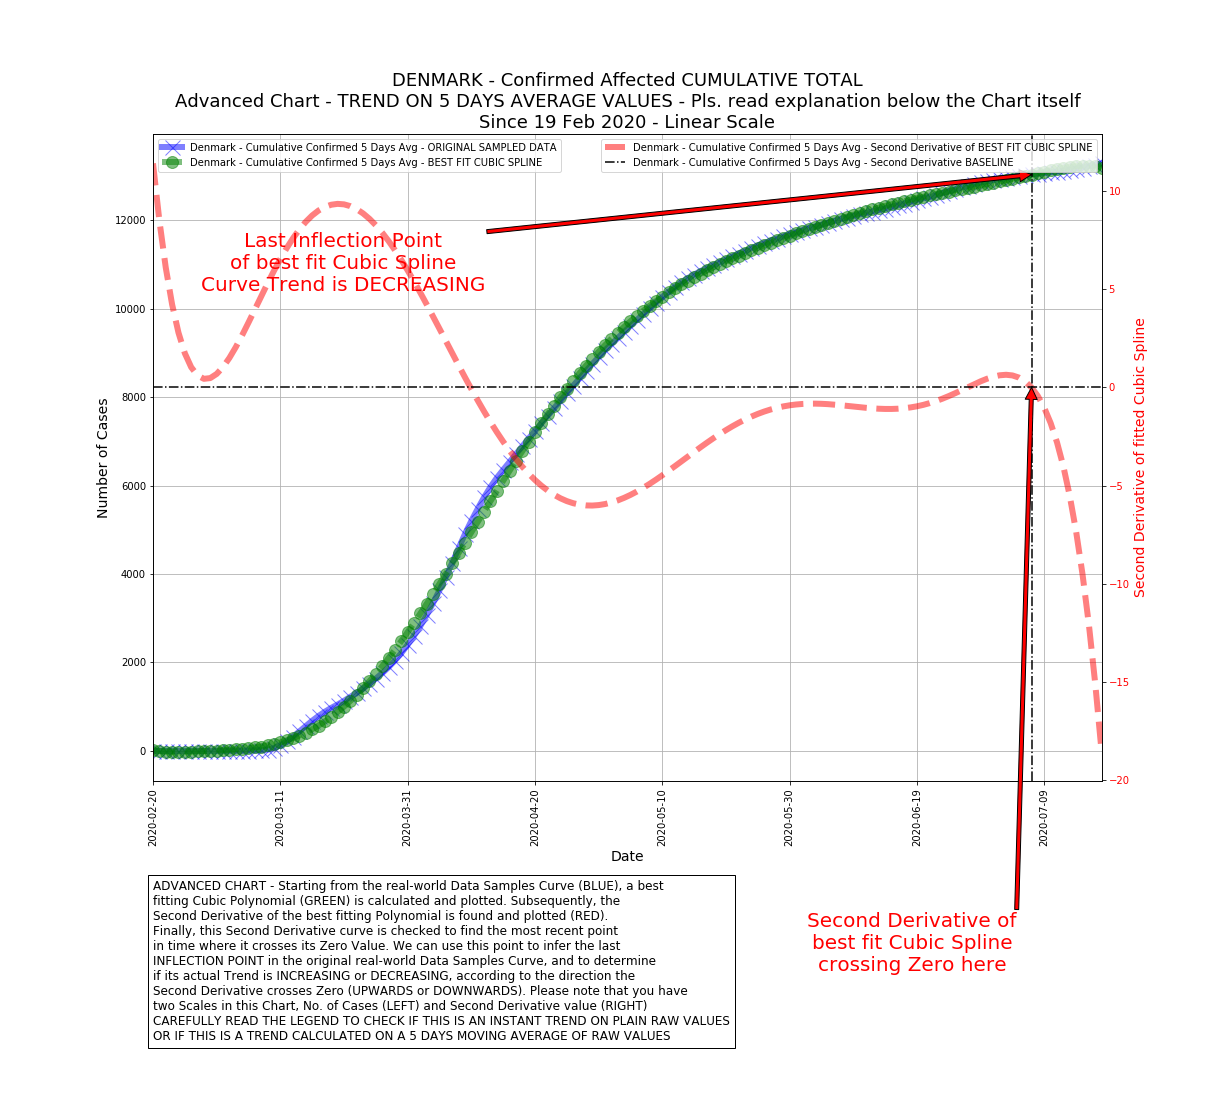 DENMARK - Confirmed Affected CUMULATIVE TOTAL
Advanced Chart - TREND ON 5 DAYS AVERAGE VALUES - Pls. read explanation below the Chart itself
Since 19 Feb 2020 - Linear Scale
Denmark - Cumulative Confirmed 5 Days Avg - ORIGINAL SAMPLED DATA
Denmark - Cumulative Confirmed 5 Days Avg - BEST FIT CUBIC SPLINE
Denmark - Cumulative Confirmed 5 Days Avg - Second Derivative of BEST FIT CUBIC SPLINE
Denmark - Cumulative Confirmed 5 Days Avg - Second Derivative BASELINE
Last Inflection Point
of best fit Cubic Spline
Curve Trend is DECREASING
Number of Cases
12000
10000
8000
6000
4000
2000
0
10
5
0
−5
−10
−15
−20
Second Derivative of fitted Cubic Spline
2020-02-20
2020-03-11
2020-03-31
2020-04-20
2020-05-10
2020-05-30
2020-06-19
2020-07-09
Date
ADVANCED CHART - Starting from the real-world Data Samples Curve (BLUE), a best
fitting Cubic Polynomial (GREEN) is calculated and plotted. Subsequently, the
Second Derivative of the best fitting Polynomial is found and plotted (RED).
Finally, this Second Derivative curve is checked to find the most recent point
in time where it crosses its Zero Value. We can use this point to infer the last
INFLECTION POINT in the original real-world Data Samples Curve, and to determine
if its actual Trend is INCREASING or DECREASING, according to the direction the
Second Derivative crosses Zero (UPWARDS or DOWNWARDS). Please note that you have
two Scales in this Chart, No. of Cases (LEFT) and Second Derivative value (RIGHT)
CAREFULLY READ THE LEGEND TO CHECK IF THIS IS AN INSTANT TREND ON PLAIN RAW VALUES
OR IF THIS IS A TREND CALCULATED ON A 5 DAYS MOVING AVERAGE OF RAW VALUES
Second Derivative of
best fit Cubic Spline
crossing Zero here